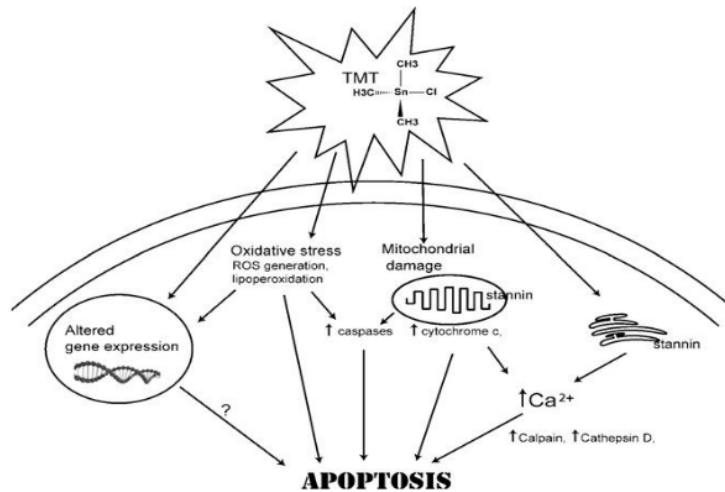 CH3
TMT
H3C
Sn
Cl
CH3
Oxidative stress
ROS generation,
lipoperoxidation
Mitochondrial
damage
stannin
Altered
gene expression
↑ caspases
↑ cytochrome c,
stannin
↑Ca2+
?
↑Calpain, ↑Cathepsin D,
APOPTOSIS